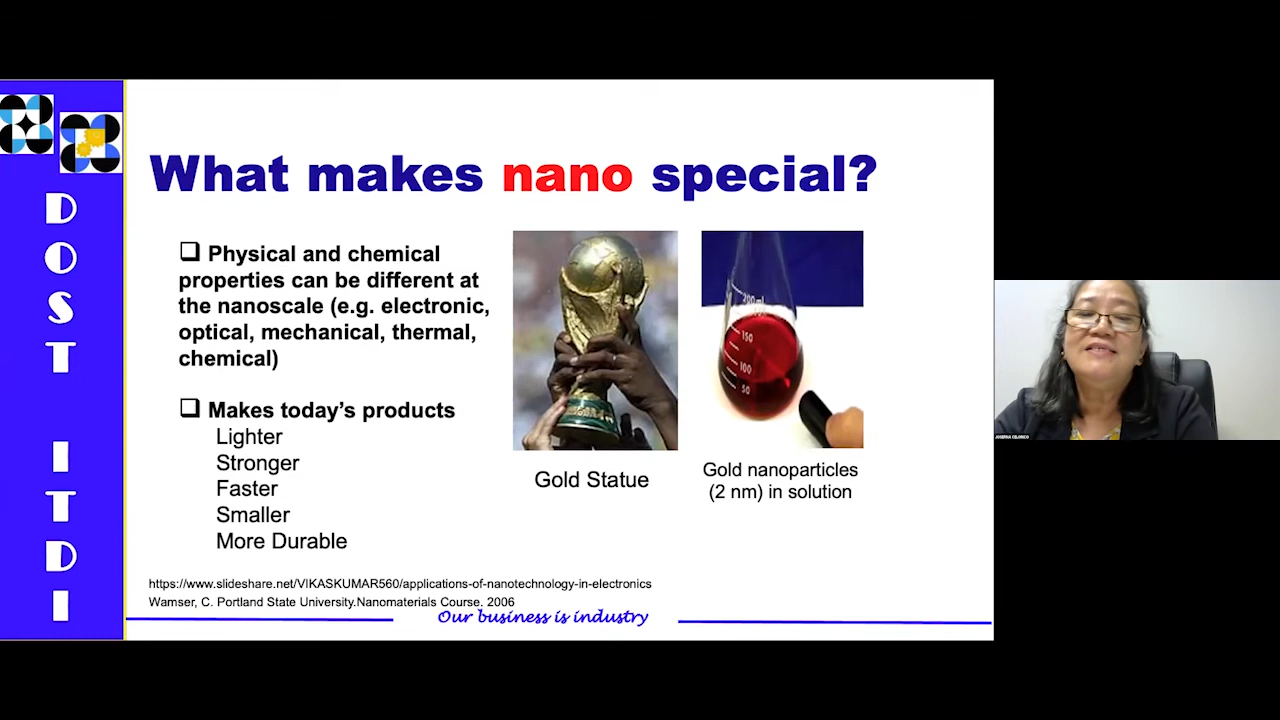 DOST ITDI
What makes nano special?
❑ Physical and chemical
properties can be different at
the nanoscale (e.g. electronic,
optical, mechanical, thermal,
chemical)
❑ Makes today’s products
Lighter
Stronger
Faster
Smaller
More Durable
Gold Statue
150
100
50
Gold nanoparticles
(2 nm) in solution
https://www.slideshare.net/VIKASKUMAR560/applications-of-nanotechnology-in-electronics
Wamser, C. Portland State University.Nanomaterials Course. 2006
Our business is industry